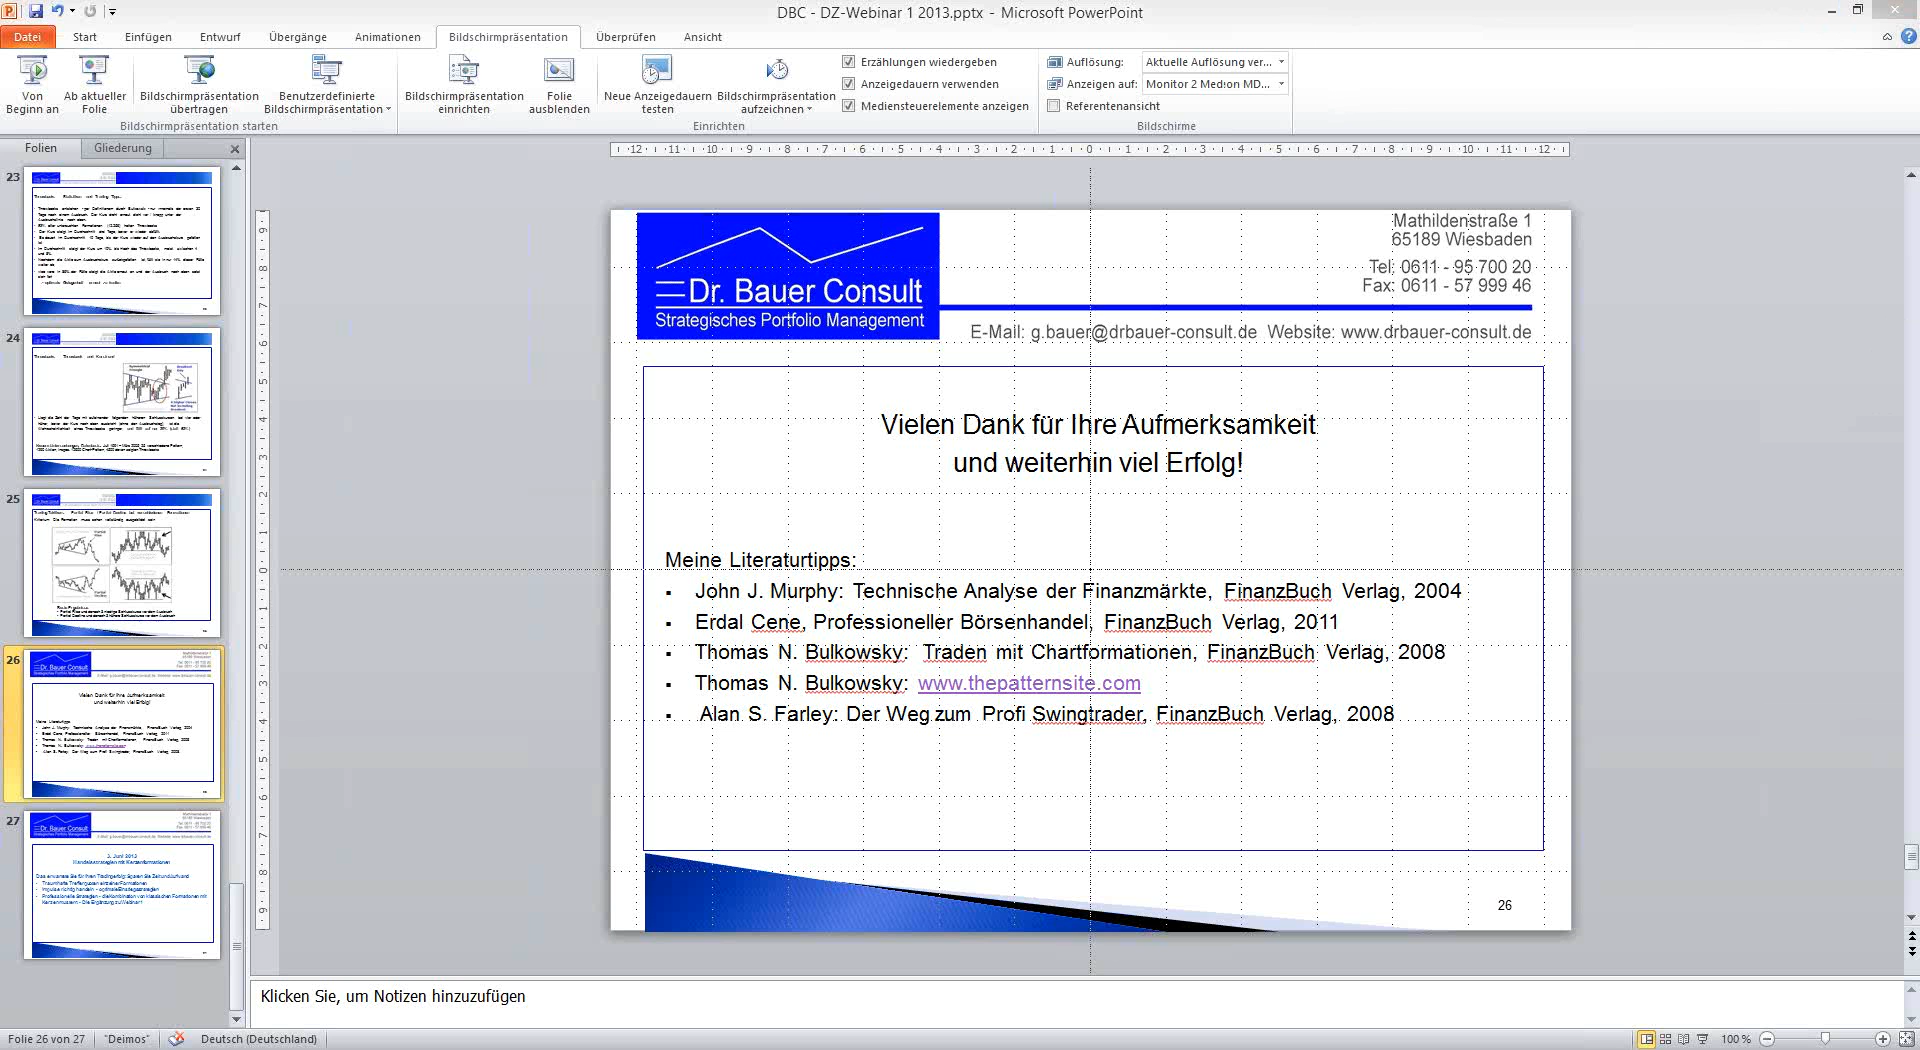 DBC - DZ-Webinar 1 2013.pptx - Microsoft PowerPoint
Datei Start Einfügen Entwurf Übergänge Animationen Bildschirmpräsentation Überprüfen Ansicht
Von Beginn an
Ab aktueller Folie
Bildschirmpräsentation übertragen
Benutzerdefinierte Bildschirmpräsentation
Bildschirmpräsentation starten
Bildschirmpräsentation einrichten
Folie ausblenden
Neue Anzeigedauern testen
Bildschirmpräsentation aufzeichnen
Erzählungen wiedergeben
Anzeigedauern verwenden
Mediensteuerelemente anzeigen
Einrichten
Auflösung: Aktuelle Auflösung ver...
Anzeigen auf: Monitor 2 Medion MD...
Referentenansicht
Bildschirme
Folien Gliederung
23
24
25
26
27
Dr. Bauer Consult
Strategisches Portfolio Management
Mathildenstraße 1
65189 Wiesbaden
Tel: 0611 - 95 700 20
Fax: 0611 - 57 999 46
E-Mail: g.bauer@drbauer-consult.de Website: www.drbauer-consult.de
Vielen Dank für Ihre Aufmerksamkeit
und weiterhin viel Erfolg!
Meine Literaturtipps:
▪ John J. Murphy: Technische Analyse der Finanzmärkte, FinanzBuch Verlag, 2004
▪ Erdal Cene, Professioneller Börsenhandel, FinanzBuch Verlag, 2011
▪ Thomas N. Bulkowsky: Traden mit Chartformationen, FinanzBuch Verlag, 2008
▪ Thomas N. Bulkowsky: www.thepatternsite.com
▪ Alan S. Farley: Der Weg zum Profi Swingtrader, FinanzBuch Verlag, 2008
26
Klicken Sie, um Notizen hinzuzufügen
Folie 26 von 27 "Deimos" Deutsch (Deutschland) 100 %